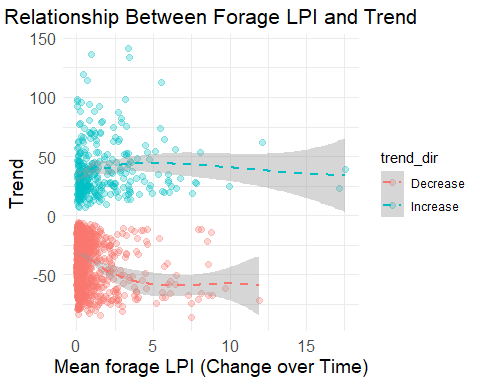 Relationship Between Forage LPI and Trend
150
100
50
0
-50
Trend
0
5
10
15
Mean forage LPI (Change over Time)
trend_dir
Decrease
Increase